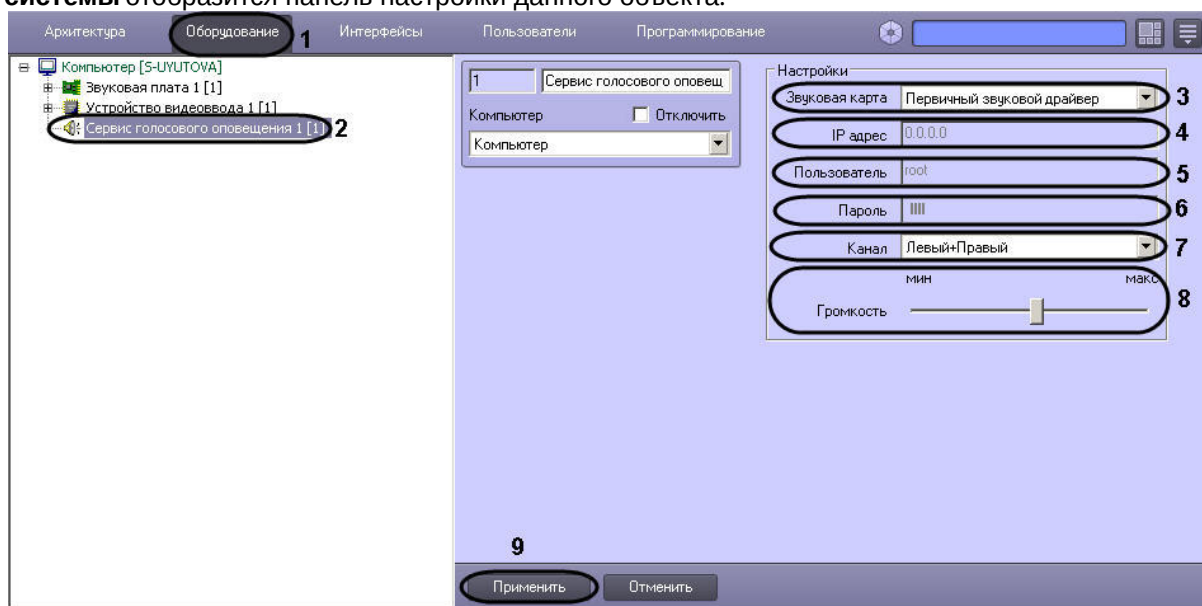 системы отобразится панель настройки данного объекта.
Архитектура Оборудование 1 Интерфейсы Пользователи Программирование
Компьютер [S-UYUTOVA]
Звуковая плата 1 [1]
Устройство видеоввода 1 [1]
Сервис голосового оповещения 1 [1] 2
1 Сервис голосового оповещ
Компьютер Отключить
Компьютер
Настройки
Звуковая карта Первичный звуковой драйвер 3
IP адрес 0.0.0.0 4
Пользователь root 5
Пароль 6
Канал Левый+Правый 7
мин макс
Громкость 8
9
Применить Отменить